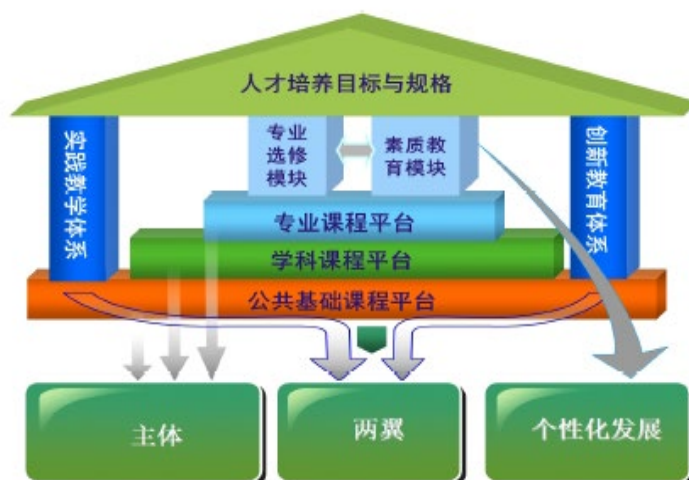 人才培养目标与规格
实践教学体系
专业
选修
模块
素质教
育模块
创新教育体系
专业课程平台
学科课程平台
公共基础课程平台
主体
两翼
个性化发展